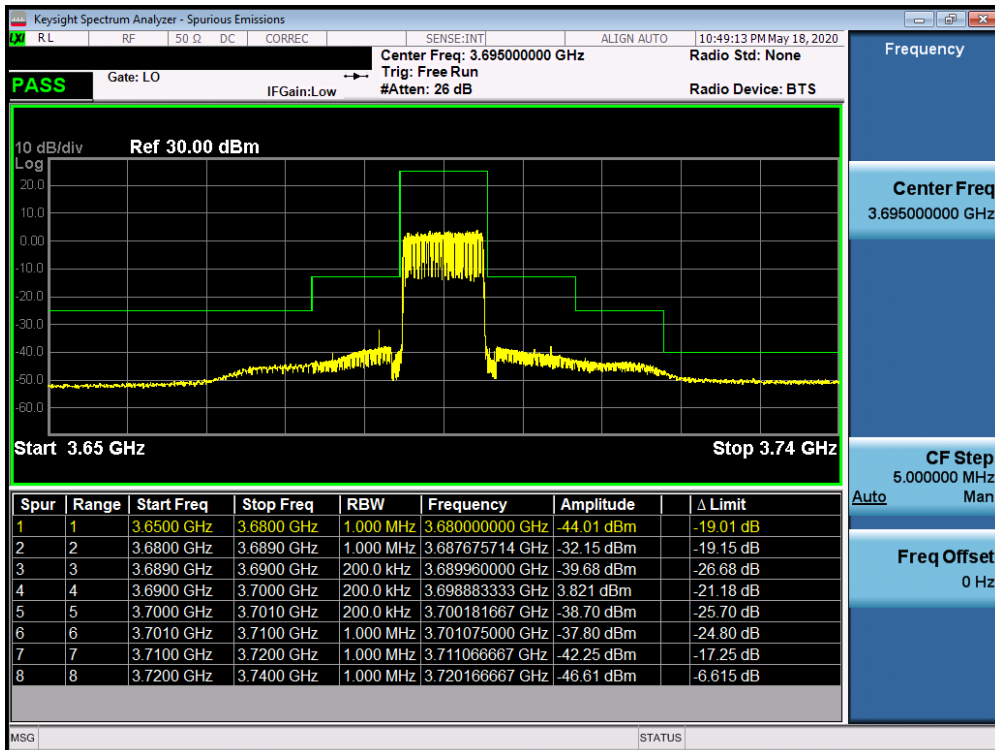 Keysight Spectrum Analyzer - Spurious Emissions
LXI RL RF 50 Ω DC CORREC SENSE:INT ALIGN AUTO 10:49:13 PM May 18, 2020
Center Freq: 3.695000000 GHz Radio Std: None
PASS Gate: LO Trig: Free Run
IFGain:Low #Atten: 26 dB Radio Device: BTS
10 dB/div Ref 30.00 dBm
Log
20.0
10.0
0.00
-10.0
-20.0
-30.0
-40.0
-50.0
-60.0
Start 3.65 GHz Stop 3.74 GHz
Spur Range Start Freq Stop Freq RBW Frequency Amplitude Δ Limit
1 1 3.6500 GHz 3.6800 GHz 1.000 MHz 3.680000000 GHz -44.01 dBm -19.01 dB
2 2 3.6800 GHz 3.6890 GHz 1.000 MHz 3.687675714 GHz -32.15 dBm -19.15 dB
3 3 3.6890 GHz 3.6900 GHz 200.0 kHz 3.689960000 GHz -39.68 dBm -26.68 dB
4 4 3.6900 GHz 3.7000 GHz 200.0 kHz 3.698883333 GHz 3.821 dBm -21.18 dB
5 5 3.7000 GHz 3.7010 GHz 200.0 kHz 3.700181667 GHz -38.70 dBm -25.70 dB
6 6 3.7010 GHz 3.7100 GHz 1.000 MHz 3.701075000 GHz -37.80 dBm -24.80 dB
7 7 3.7100 GHz 3.7200 GHz 1.000 MHz 3.711066667 GHz -42.25 dBm -17.25 dB
8 8 3.7200 GHz 3.7400 GHz 1.000 MHz 3.720166667 GHz -46.61 dBm -6.615 dB
MSG STATUS
Frequency
Center Freq
3.695000000 GHz
CF Step
5.000000 MHz
Auto Man
Freq Offset
0 Hz